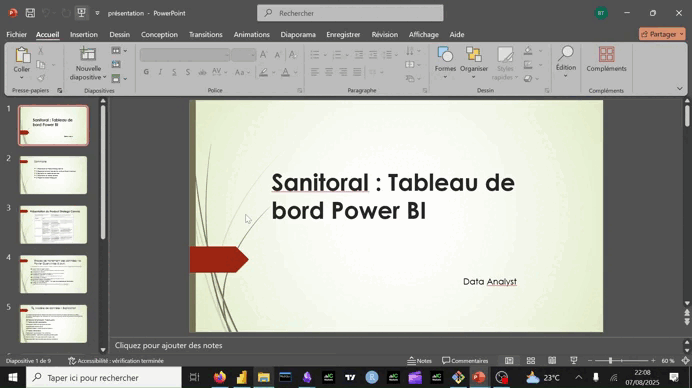 présentation - PowerPoint
Rechercher
BT
Fichier Accueil Insertion Dessin Conception Transitions Animations Diaporama Enregistrer Révision Affichage Aide
Partager
Coller
Nouvelle diapositive
G I S
Aa
Formes Organiser Styles rapides
Édition
Compléments
Presse-papiers Diapositives Police Paragraphe Dessin Compléments
1
Sanitoral : Tableau de bord Power BI
2
3
4
5
Sanitoral : Tableau de
bord Power BI
Data Analyst
Cliquez pour ajouter des notes
Diapositive 1 de 9
Accessibilité : vérification terminée
Notes
Commentaires
60 %
Taper ici pour rechercher
23°C
22:08
07/08/2025